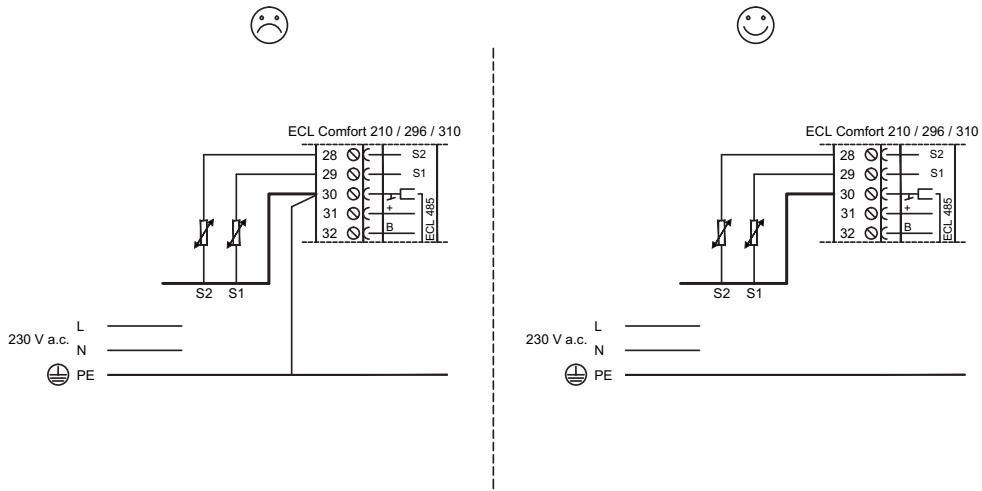 ECL Comfort 210 / 296 / 310
28 S2
29 S1
30
31 +
32 B
ECL 485
S2 S1
L
230 V a.c.
N
PE
ECL Comfort 210 / 296 / 310
28 S2
29 S1
30
31 +
32 B
ECL 485
S2 S1
L
230 V a.c.
N
PE